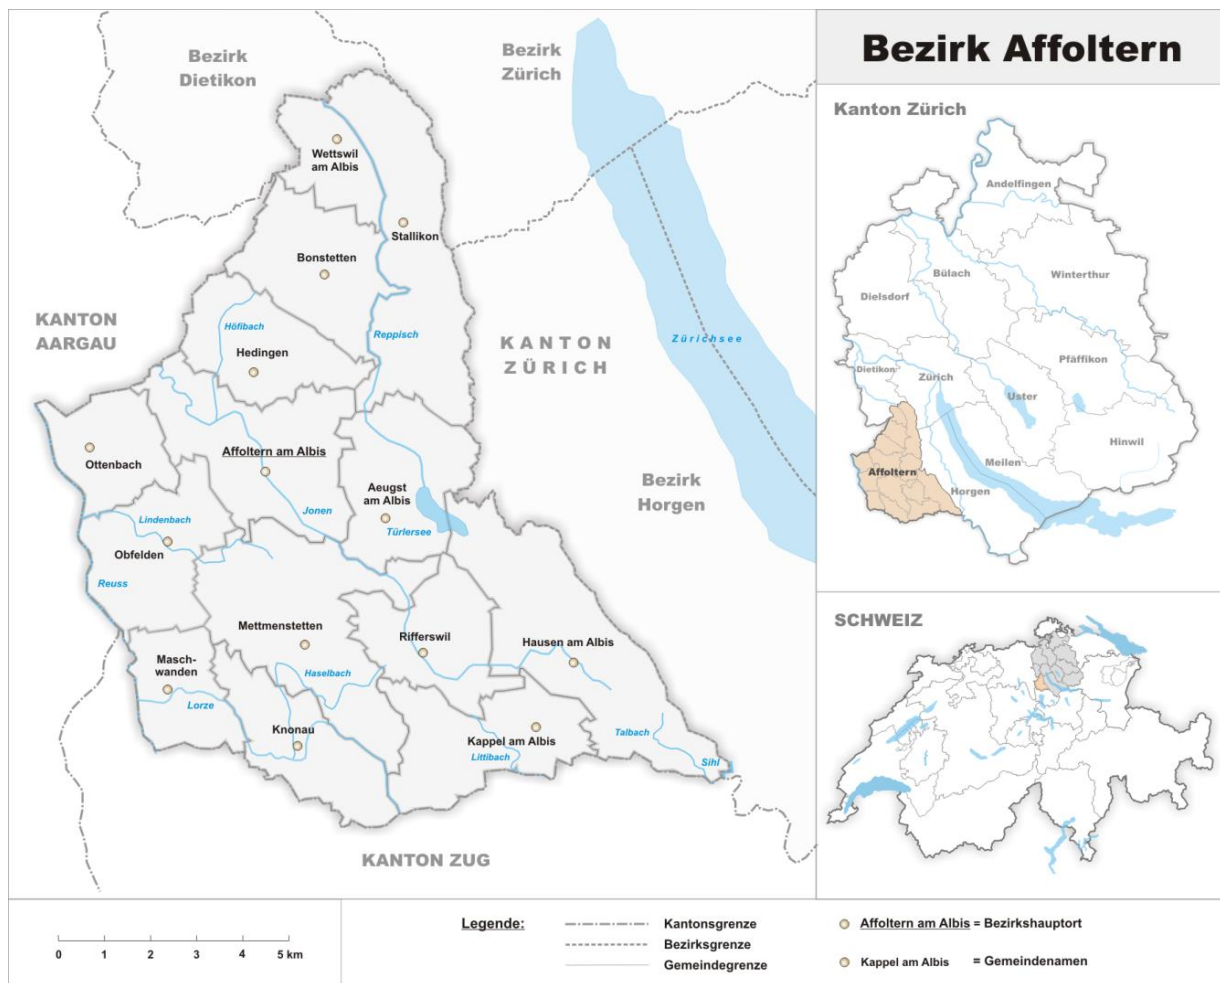 Bezirk Affoltern
Bezirk
Dietikon
Bezirk
Zürich
Wettswil
am Albis
Stallikon
Bonstetten
KANTON
AARGAU
Höflbach
Hedingen
Reppisch
KANTON
ZÜRICH
Zürichsee
Ottenbach
Affoltern am Albis
Aeugst
am Albis
Bezirk
Horgen
Jonen
Türlersee
Lindenbach
Obfelden
Reuss
Mettmenstetten
Rifferswil
Hausen am Albis
Masch-
wanden
Haselbach
Lorze
Knonau
Kappel am Albis
Littibach
Talbach
Sihl
KANTON ZUG
Kanton Zürich
Andelfingen
Bülach
Winterthur
Dielsdorf
Pfäffikon
Dietikon
Zürich
Uster
Hinwil
Affoltern
Meilen
Horgen
SCHWEIZ
0 1 2 3 4 5 km
Legende:
Kantonsgrenze
Bezirksgrenze
Gemeindegrenze
Affoltern am Albis = Bezirkshauptort
Kappel am Albis = Gemeindenamen